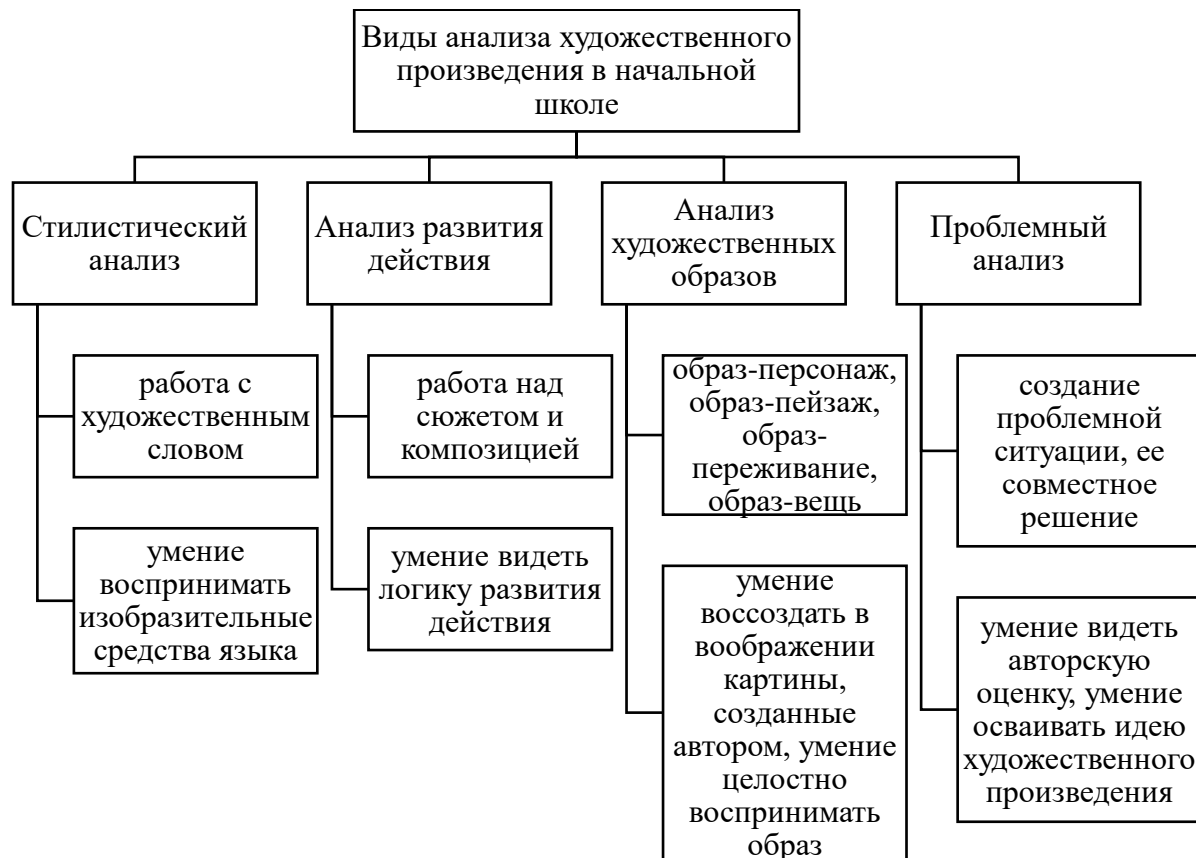 Виды анализа художественного
произведения в начальной
школе
Стилистический
анализ
работа с
художественным
словом
умение
воспринимать
изобразительные
средства языка
Анализ развития
действия
работа над
сюжетом и
композицией
умение видеть
логику развития
действия
Анализ
художественных
образов
образ-персонаж,
образ-пейзаж,
образ-
переживание,
образ-вещь
умение
воссоздать в
воображении
картины,
созданные
автором, умение
целостно
воспринимать
образ
Проблемный
анализ
создание
проблемной
ситуации, ее
совместное
решение
умение видеть
авторскую
оценку, умение
осваивать идею
художественного
произведения